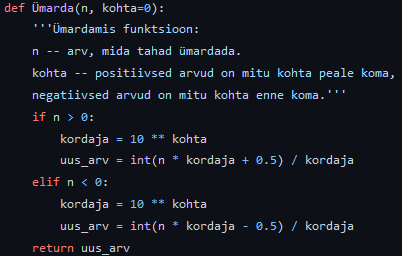 def Ümarda(n, kohta=0):
    '''Ümardamis funktsioon:
    n -- arv, mida tahad ümardada.
    kohta -- positiivsed arvud on mitu kohta peale koma,
    negatiivsed arvud on mitu kohta enne koma.'''
    if n > 0:
        kordaja = 10 ** kohta
        uus_arv = int(n * kordaja + 0.5) / kordaja
    elif n < 0:
        kordaja = 10 ** kohta
        uus_arv = int(n * kordaja - 0.5) / kordaja
    return uus_arv